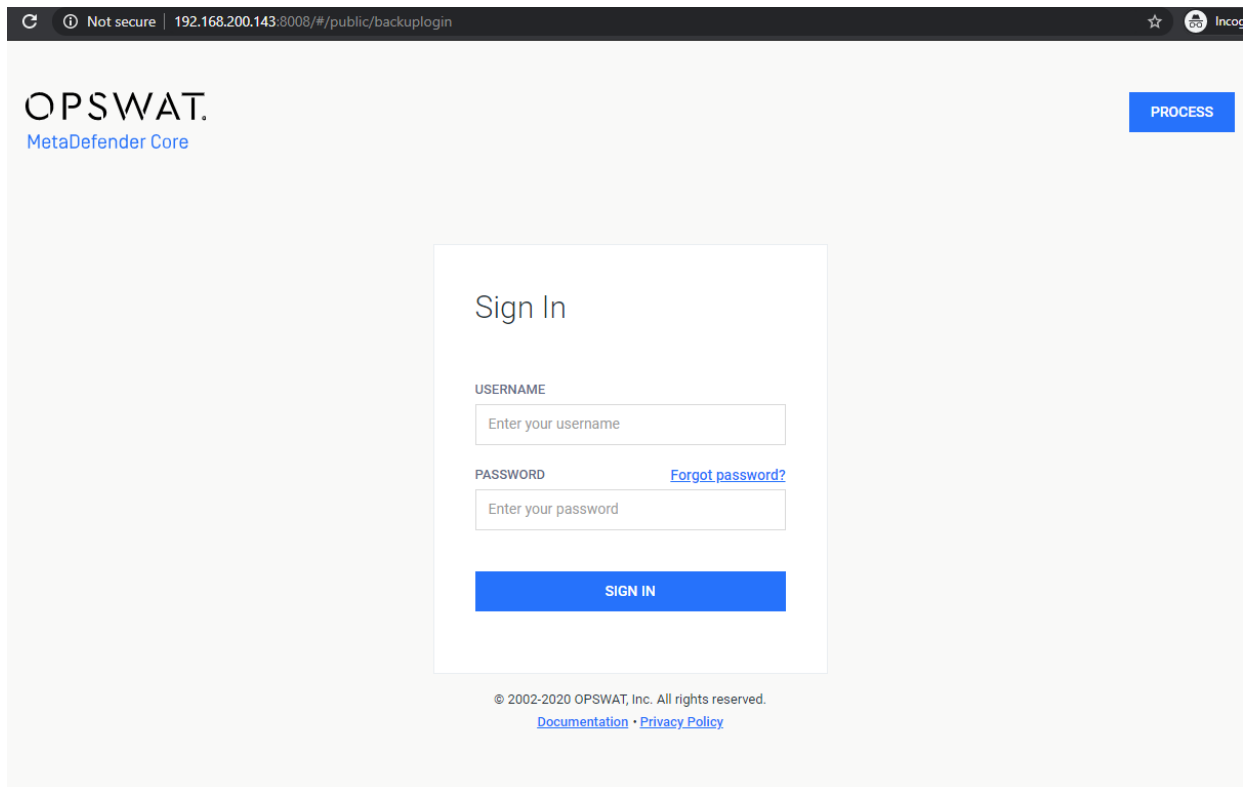 Not secure | 192.168.200.143:8008/#/public/backuplogin
OPSWAT.
MetaDefender Core
PROCESS
Sign In
USERNAME
Enter your username
PASSWORD Forgot password?
Enter your password
SIGN IN
© 2002-2020 OPSWAT, Inc. All rights reserved.
Documentation • Privacy Policy